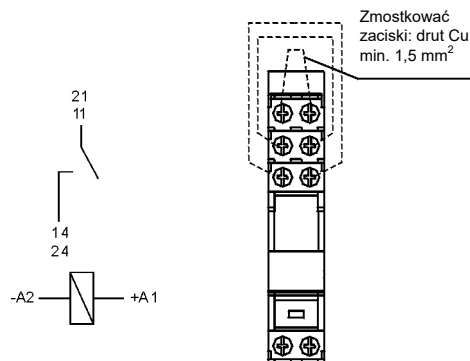 Zmostkować
zaciski: drut Cu
min. 1,5 mm²
21
11
14
24
-A2
+A1